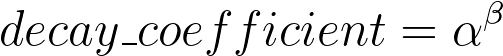 decay_coefficient = α^β